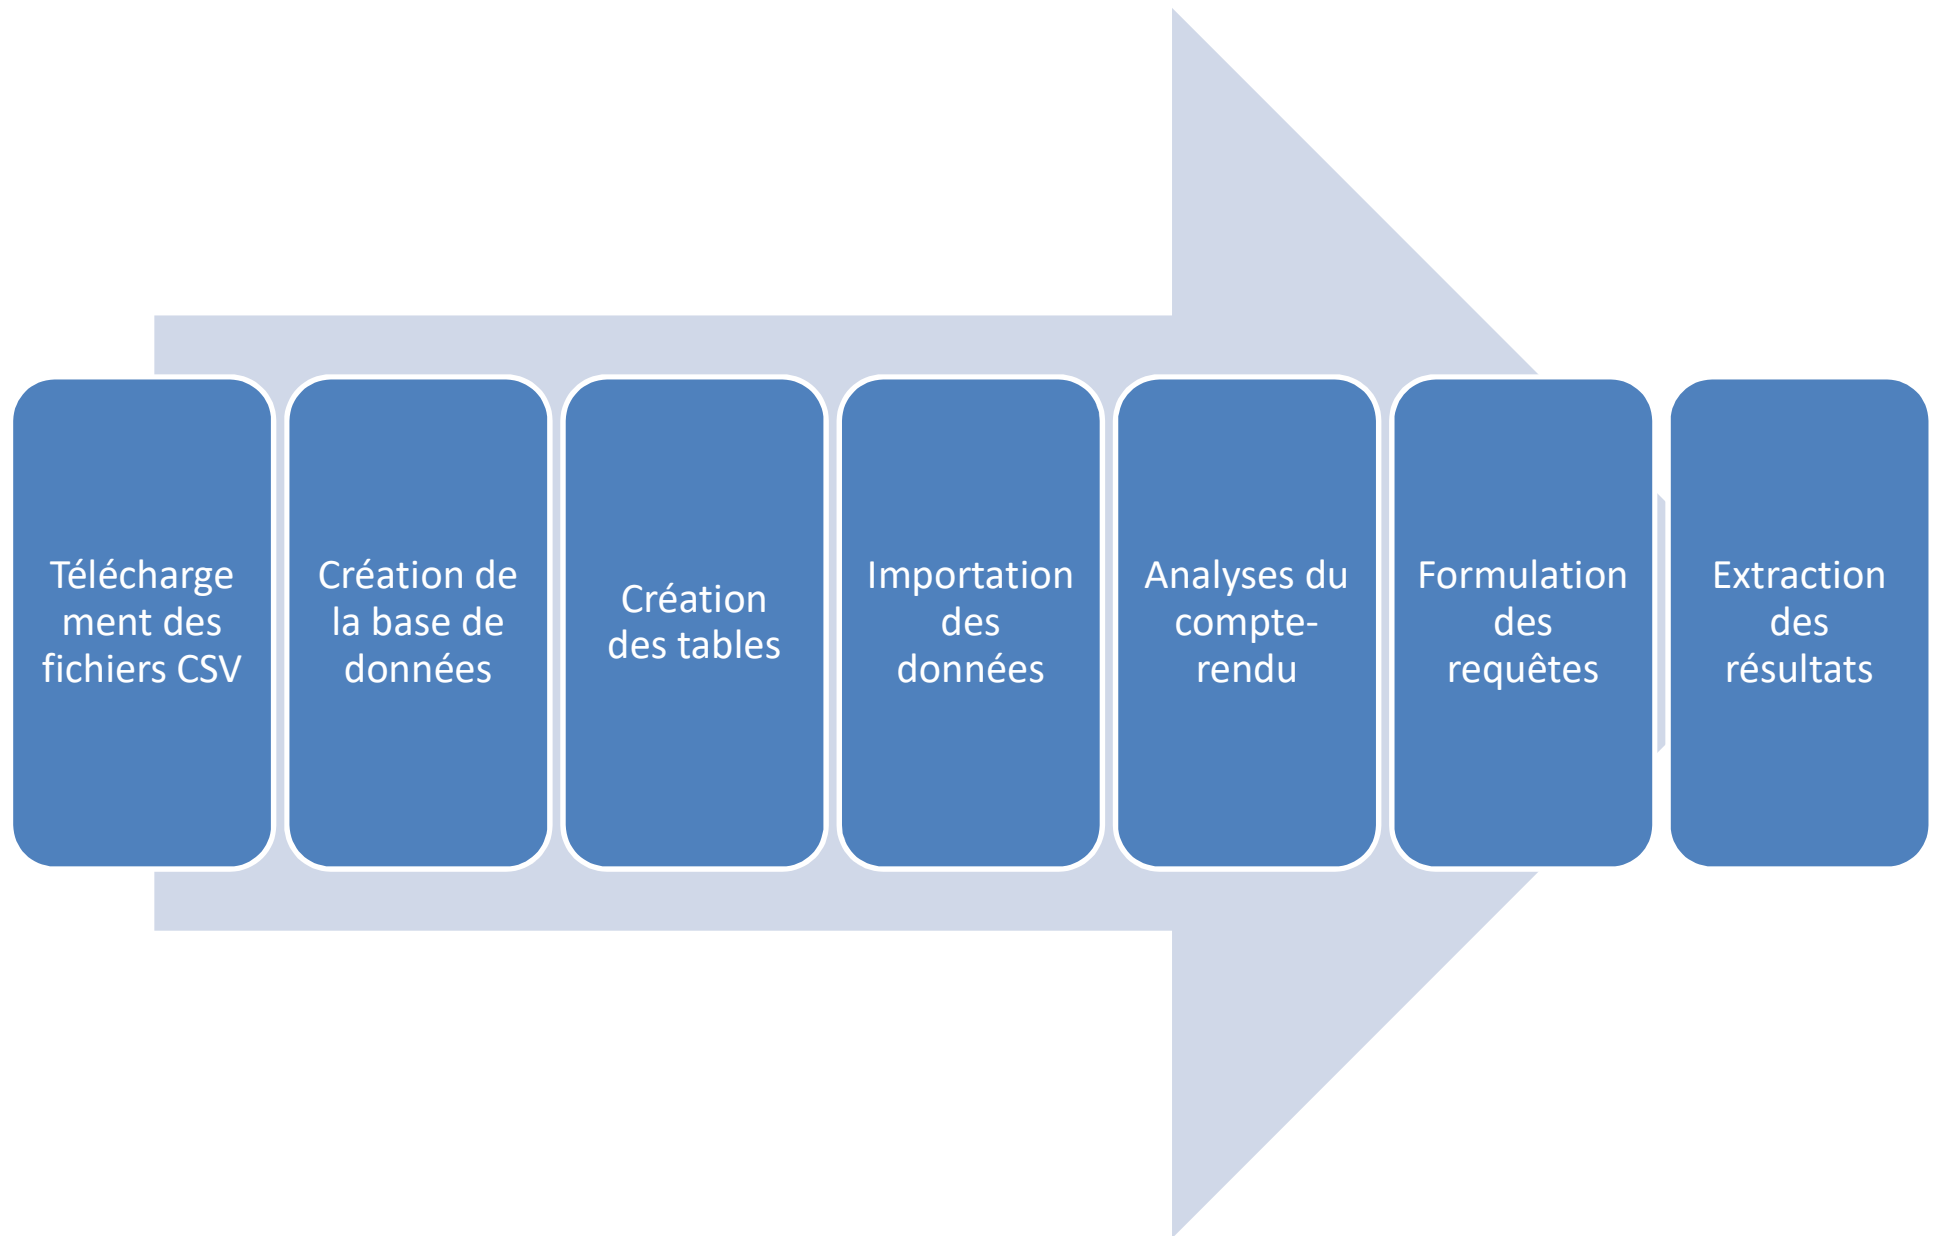 Télécharge
ment des
fichiers CSV
Création de
la base de
données
Création
des tables
Importation
des
données
Analyses du
compte-
rendu
Formulation
des
requêtes
Extraction
des
résultats